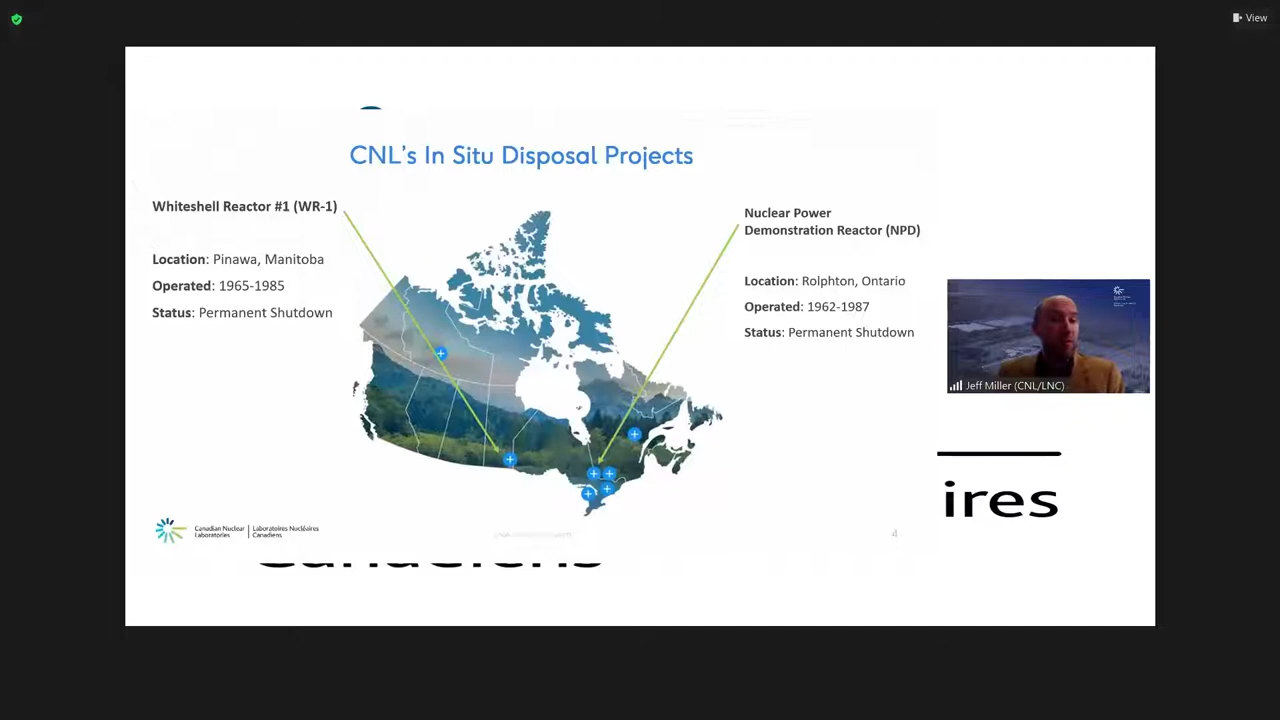 View
CNL's In Situ Disposal Projects
Whiteshell Reactor #1 (WR-1)
Location: Pinawa, Manitoba
Operated: 1965-1985
Status: Permanent Shutdown
Nuclear Power
Demonstration Reactor (NPD)
Location: Rolphton, Ontario
Operated: 1962-1987
Status: Permanent Shutdown
Jeff Miller (CNL/LNC)
ires
Canadian Nuclear
Laboratories
Laboratoires Nucléaires
Canadiens
4